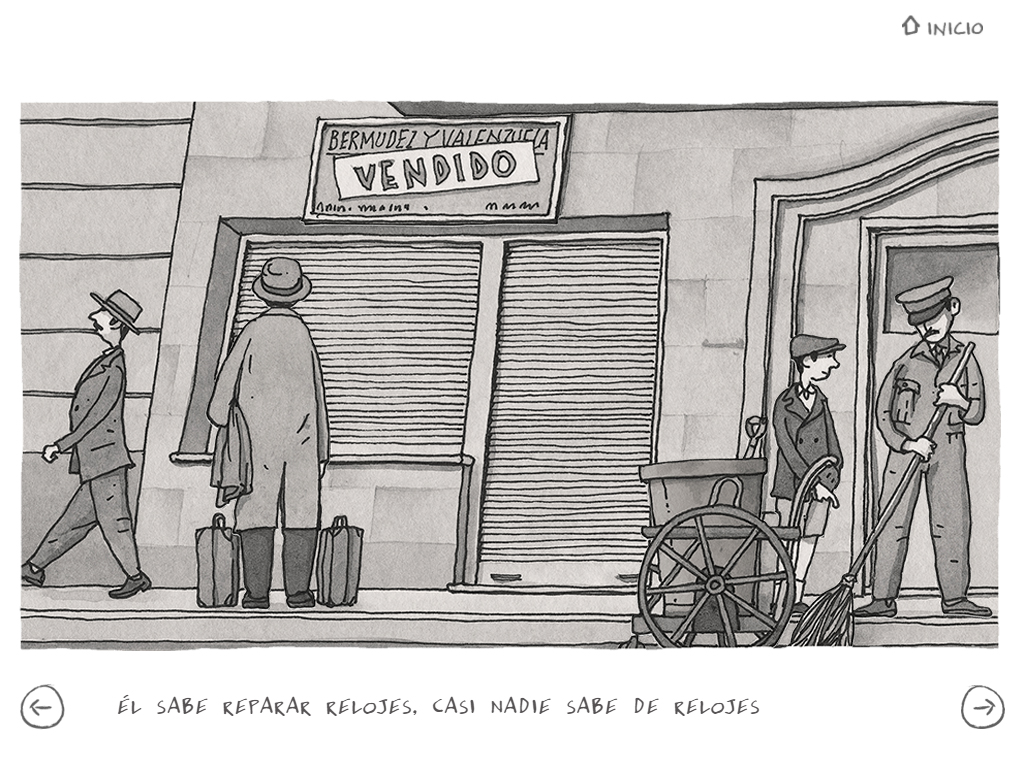 INICIO
BERMUDEZ Y VALENZUELA
VENDIDO
ÉL SABE REPARAR RELOJES, CASI NADIE SABE DE RELOJES